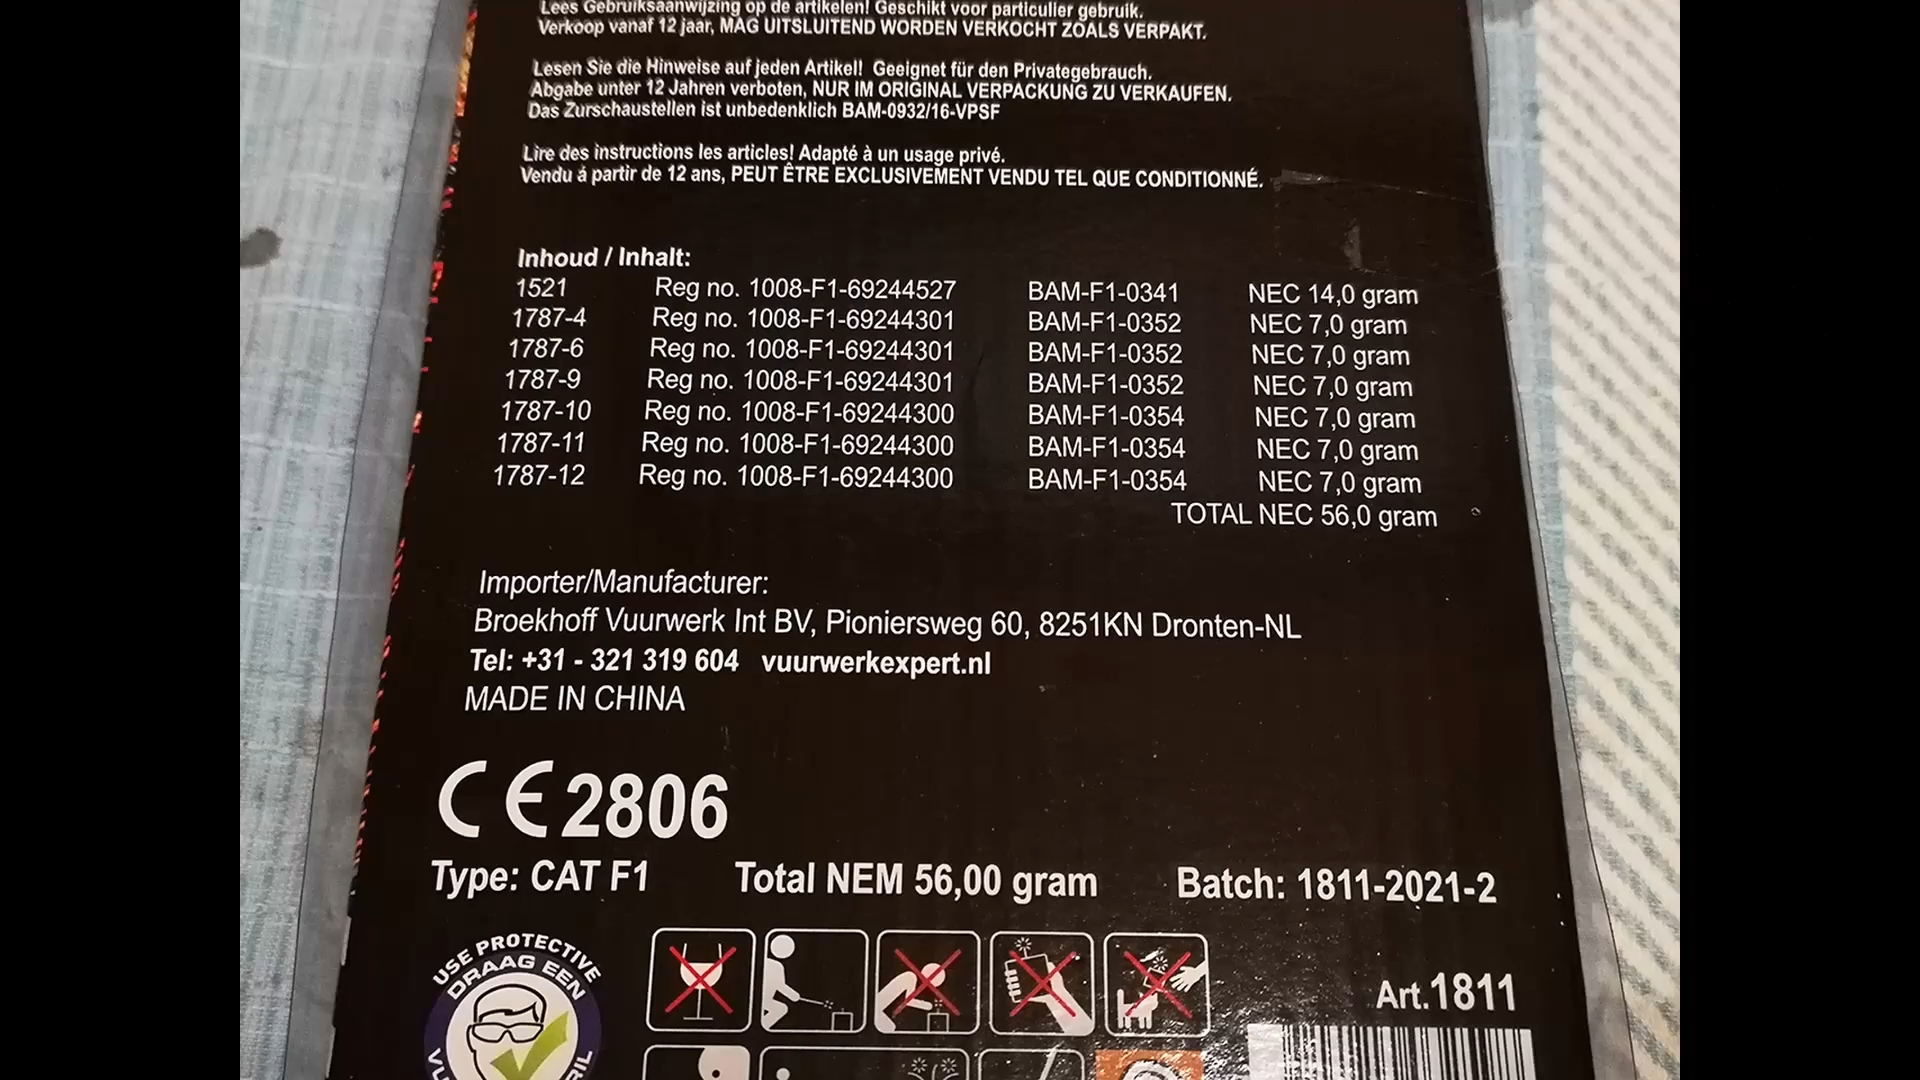 Lees Gebruiksaanwijzing op de artikelen! Geschikt voor particulier gebruik.
Verkoop vanaf 12 jaar, MAG UITSLUITEND WORDEN VERKOCHT ZOALS VERPAKT.
Lesen Sie die Hinweise auf jeden Artikel! Geeignet für den Privategebrauch.
Abgabe unter 12 Jahren verboten, NUR IM ORIGINAL VERPACKUNG ZU VERKAUFEN.
Das Zurschaustellen ist unbedenklich BAM-0932/16-VPSF
Lire des instructions les articles! Adapté à un usage privé.
Vendu á partir de 12 ans, PEUT ÊTRE EXCLUSIVEMENT VENDU TEL QUE CONDITIONNÉ.
Inhoud / Inhalt:
1521 Reg no. 1008-F1-69244527 BAM-F1-0341 NEC 14,0 gram
1787-4 Reg no. 1008-F1-69244301 BAM-F1-0352 NEC 7,0 gram
1787-6 Reg no. 1008-F1-69244301 BAM-F1-0352 NEC 7,0 gram
1787-9 Reg no. 1008-F1-69244301 BAM-F1-0352 NEC 7,0 gram
1787-10 Reg no. 1008-F1-69244300 BAM-F1-0354 NEC 7,0 gram
1787-11 Reg no. 1008-F1-69244300 BAM-F1-0354 NEC 7,0 gram
1787-12 Reg no. 1008-F1-69244300 BAM-F1-0354 NEC 7,0 gram
TOTAL NEC 56,0 gram
Importer/Manufacturer:
Broekhoff Vuurwerk Int BV, Pioniersweg 60, 8251KN Dronten-NL
Tel: +31 - 321 319 604 vuurwerkexpert.nl
MADE IN CHINA
CE 2806
Type: CAT F1 Total NEM 56,00 gram Batch: 1811-2021-2
USE PROTECTIVE
DRAAG EEN
Art.1811